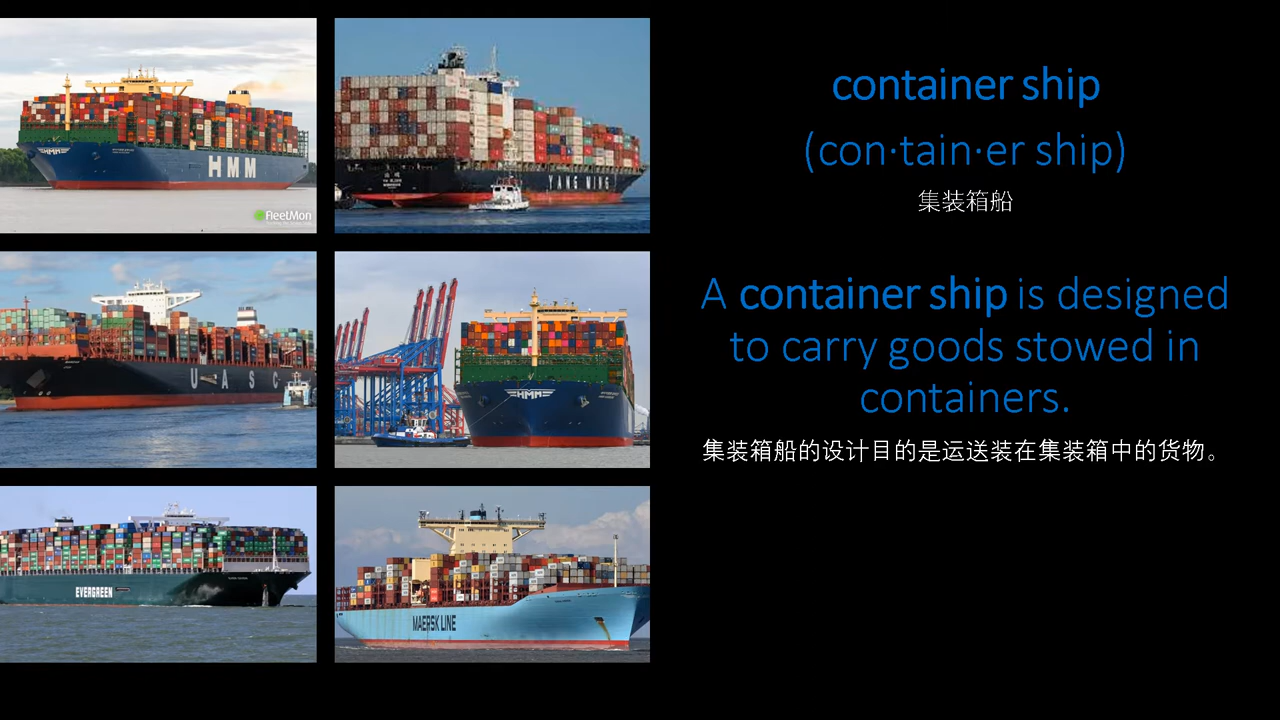 HMM
HMM
FleetMon
YANG MING
UASC
HMM
EVERGREEN
MAERSK LINE
container ship
(con·tain·er ship)
集装箱船
A container ship is designed
to carry goods stowed in
containers.
集装箱船的设计目的是运送装在集装箱中的货物。